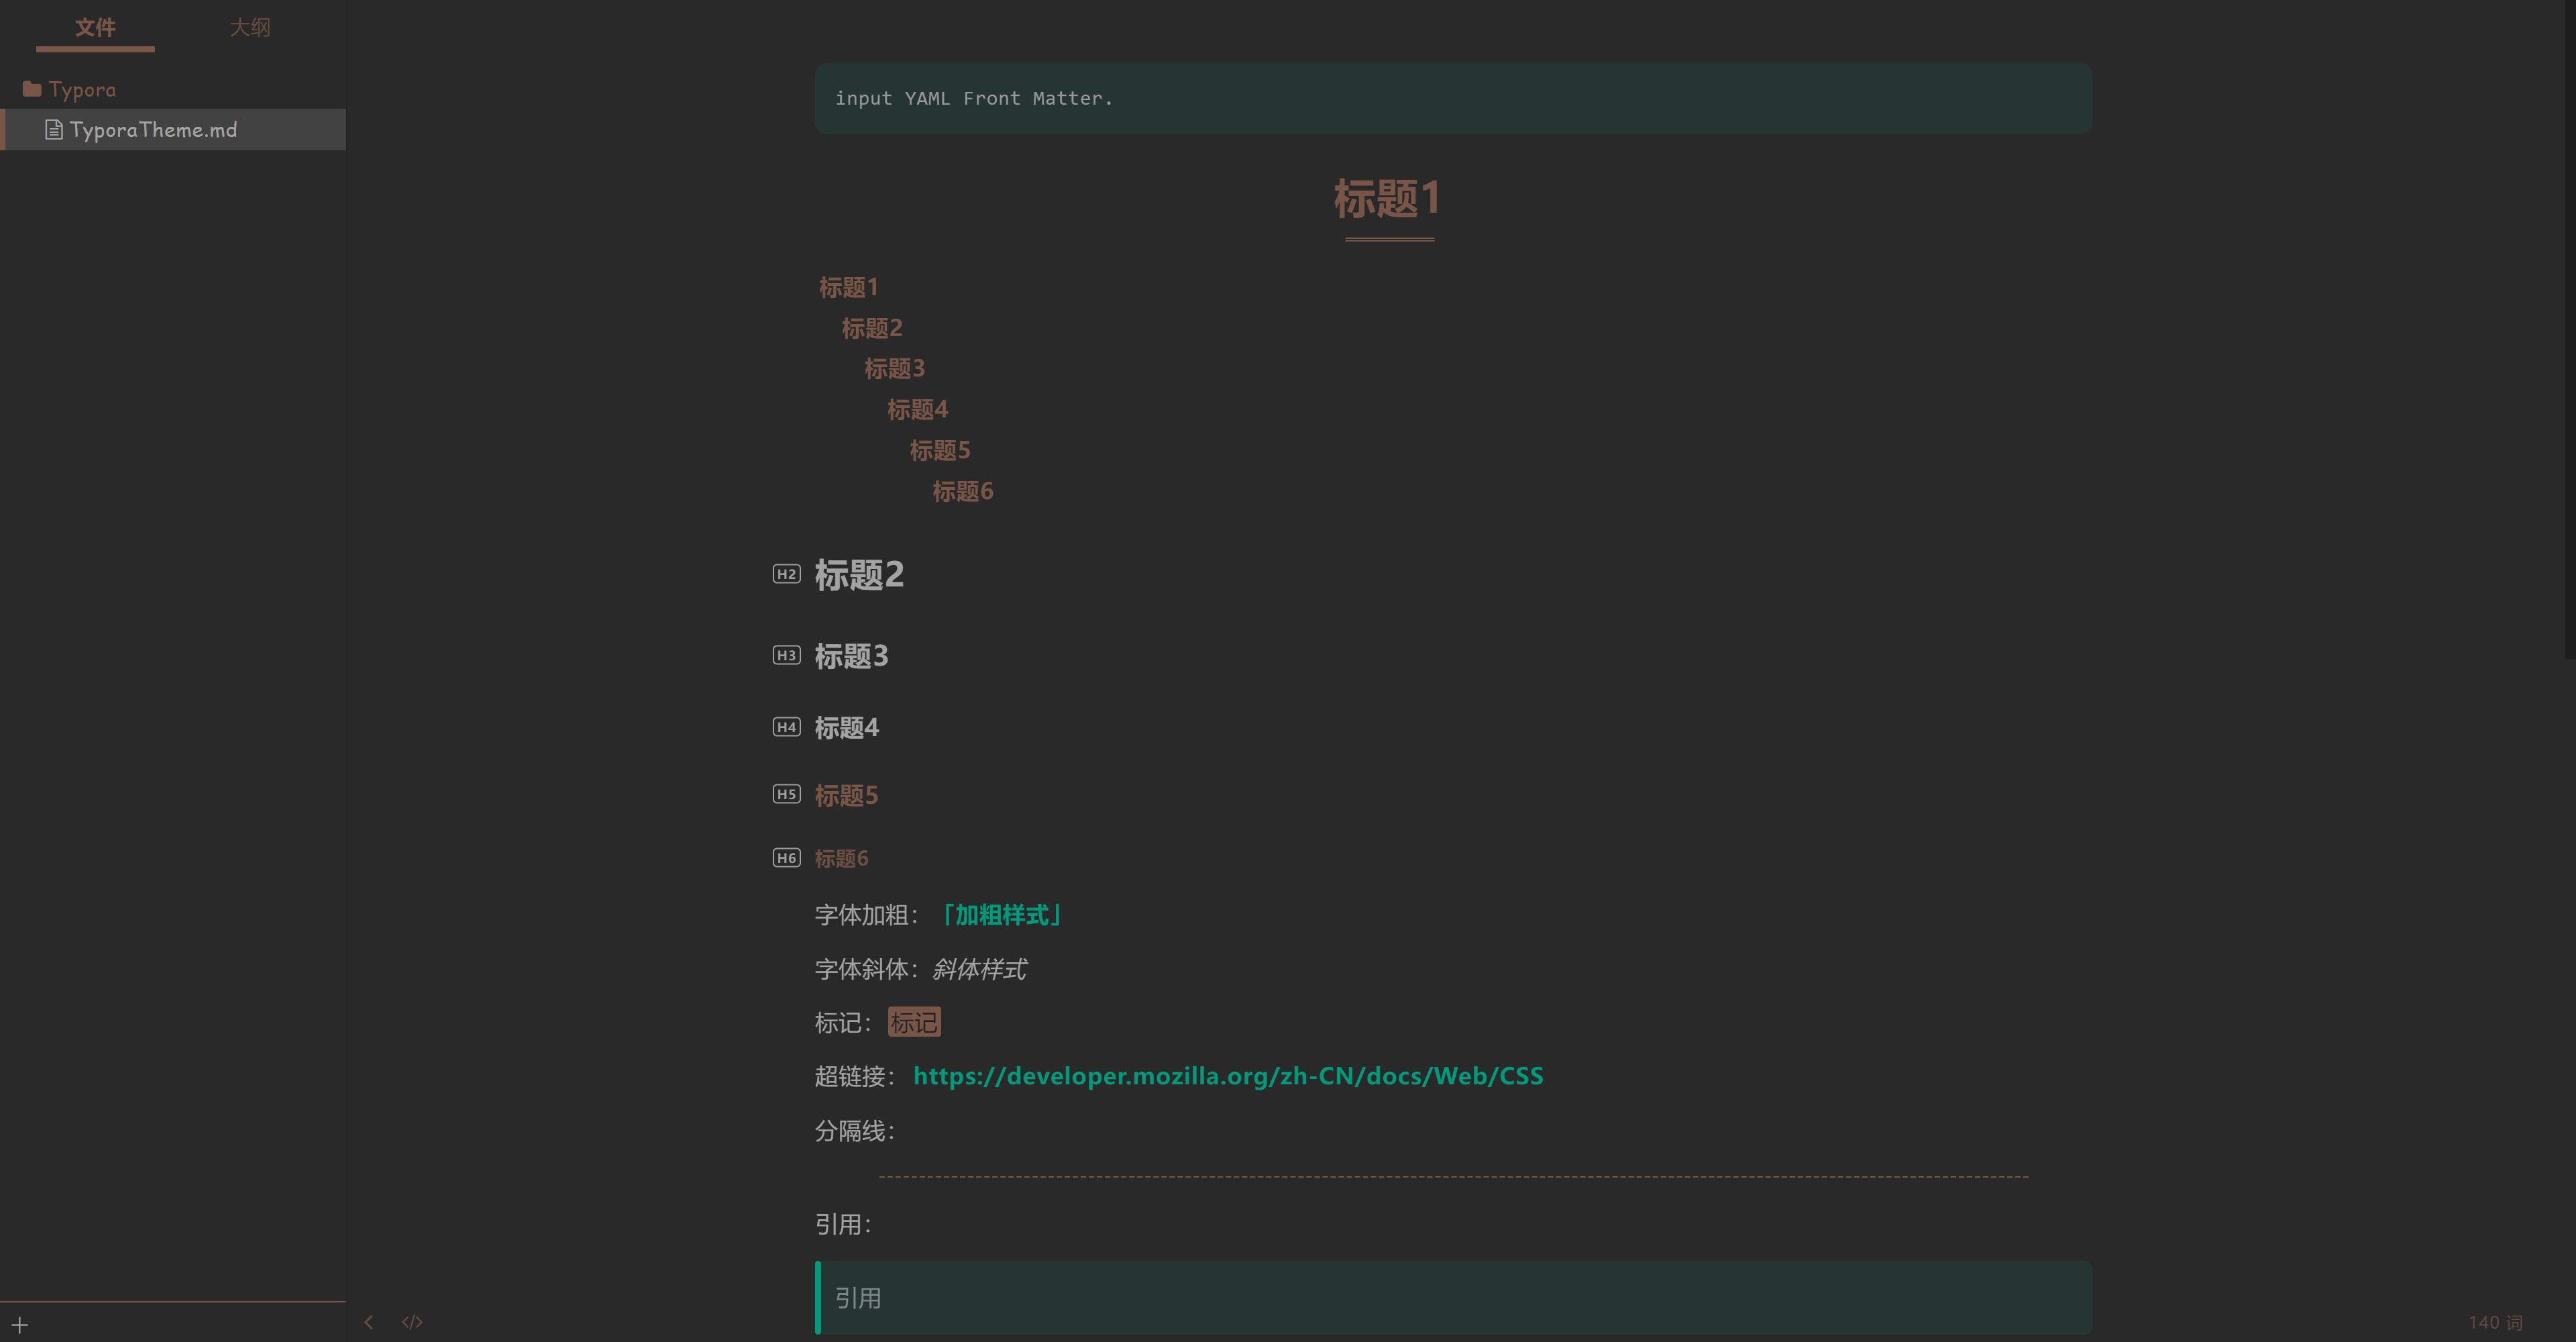 文件
大纲
Typora
TyporaTheme.md
input YAML Front Matter.
标题1
标题1
标题2
标题3
标题4
标题5
标题6
H2 标题2
H3 标题3
H4 标题4
H5 标题5
H6 标题6
字体加粗：「加粗样式」
字体斜体：斜体样式
标记：标记
超链接：https://developer.mozilla.org/zh-CN/docs/Web/CSS
分隔线：
引用：
引用
140 词